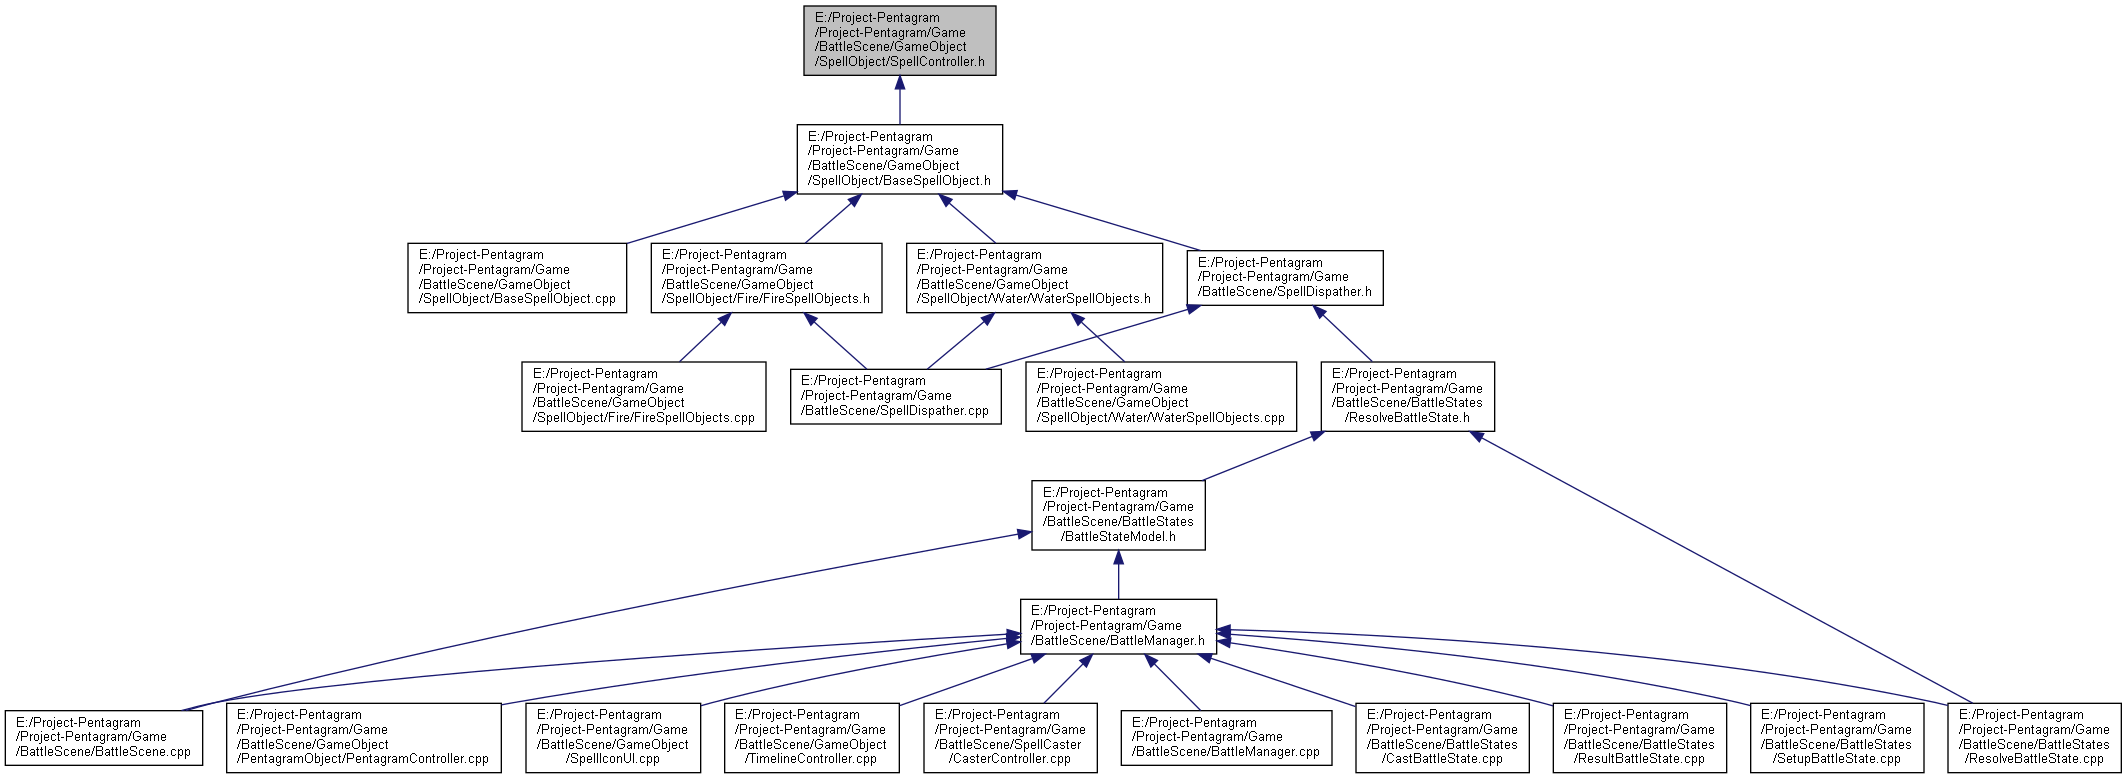 E:/Project-Pentagram
/Project-Pentagram/Game
/BattleScene/GameObject
/SpellObject/SpellController.h
E:/Project-Pentagram
/Project-Pentagram/Game
/BattleScene/GameObject
/SpellObject/BaseSpellObject.h
E:/Project-Pentagram
/Project-Pentagram/Game
/BattleScene/GameObject
/SpellObject/BaseSpellObject.cpp
E:/Project-Pentagram
/Project-Pentagram/Game
/BattleScene/GameObject
/SpellObject/Fire/FireSpellObjects.h
E:/Project-Pentagram
/Project-Pentagram/Game
/BattleScene/GameObject
/SpellObject/Water/WaterSpellObjects.h
E:/Project-Pentagram
/Project-Pentagram/Game
/BattleScene/SpellDispather.h
E:/Project-Pentagram
/Project-Pentagram/Game
/BattleScene/GameObject
/SpellObject/Fire/FireSpellObjects.cpp
E:/Project-Pentagram
/Project-Pentagram/Game
/BattleScene/SpellDispather.cpp
E:/Project-Pentagram
/Project-Pentagram/Game
/BattleScene/GameObject
/SpellObject/Water/WaterSpellObjects.cpp
E:/Project-Pentagram
/Project-Pentagram/Game
/BattleScene/BattleStates
/ResolveBattleState.h
E:/Project-Pentagram
/Project-Pentagram/Game
/BattleScene/BattleStates
/BattleStateModel.h
E:/Project-Pentagram
/Project-Pentagram/Game
/BattleScene/BattleManager.h
E:/Project-Pentagram
/Project-Pentagram/Game
/BattleScene/BattleScene.cpp
E:/Project-Pentagram
/Project-Pentagram/Game
/BattleScene/GameObject
/PentagramObject/PentagramController.cpp
E:/Project-Pentagram
/Project-Pentagram/Game
/BattleScene/GameObject
/SpellIconUI.cpp
E:/Project-Pentagram
/Project-Pentagram/Game
/BattleScene/GameObject
/TimelineController.cpp
E:/Project-Pentagram
/Project-Pentagram/Game
/BattleScene/SpellCaster
/CasterController.cpp
E:/Project-Pentagram
/Project-Pentagram/Game
/BattleScene/BattleManager.cpp
E:/Project-Pentagram
/Project-Pentagram/Game
/BattleScene/BattleStates
/CastBattleState.cpp
E:/Project-Pentagram
/Project-Pentagram/Game
/BattleScene/BattleStates
/ResultBattleState.cpp
E:/Project-Pentagram
/Project-Pentagram/Game
/BattleScene/BattleStates
/SetupBattleState.cpp
E:/Project-Pentagram
/Project-Pentagram/Game
/BattleScene/BattleStates
/ResolveBattleState.cpp